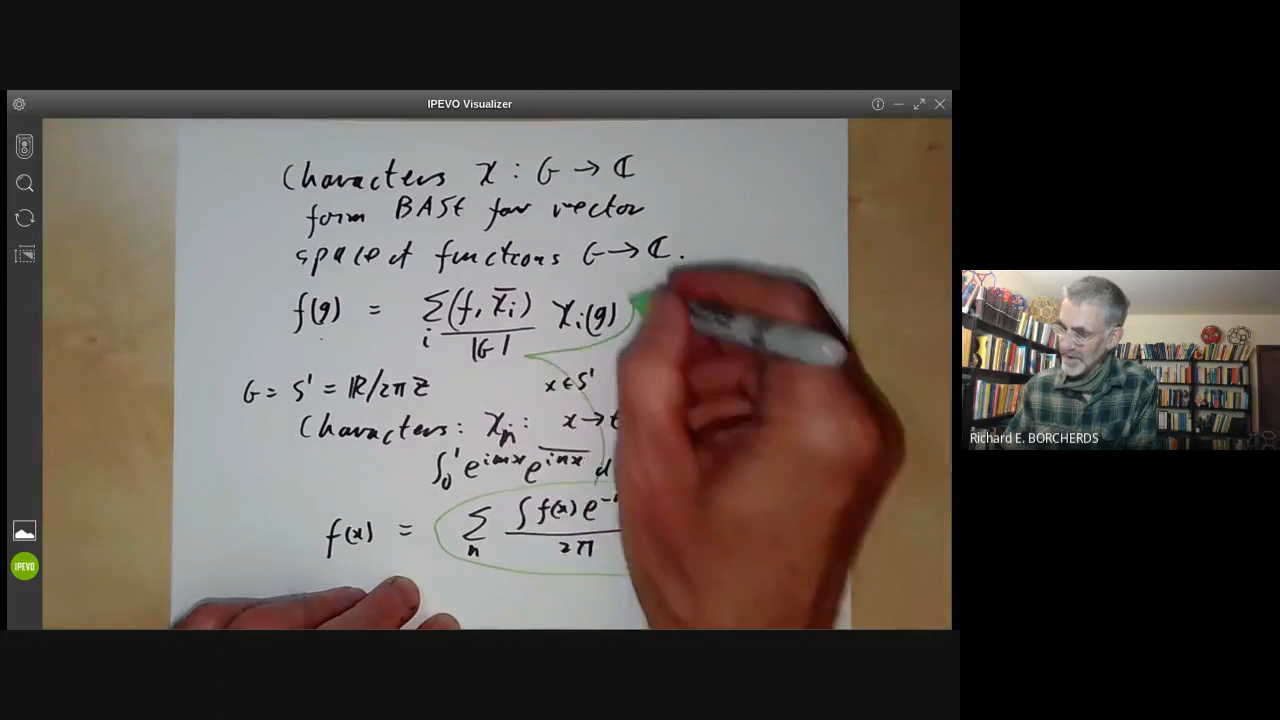 IPEVO Visualizer
Characters χ : G → ℂ
form BASE for vector
space of functions G → ℂ.
f(g) = Σ_i (f, χ̄_i) / |G| χ_i(g)
G = S¹ = ℝ/2πℤ x ∈ S¹
Characters: χ_n : x →
∫_0^1 e^{imx} \overline{e^{inx}} d
f(x) = Σ_n ∫ f(x) e^- / 2π
IPEVO
Richard E. BORCHERDS